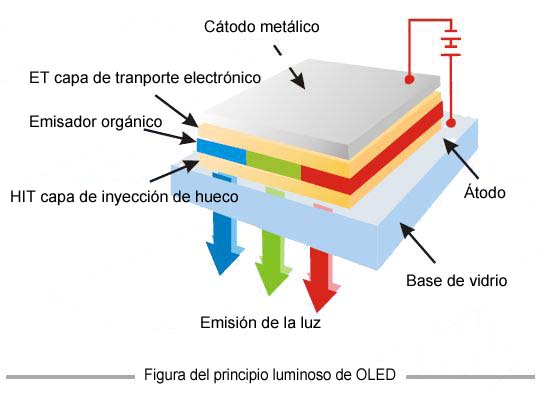 Cátodo metálico
ET capa de tranporte electrónico
Emisador orgánico
HIT capa de inyección de hueco
Átodo
Base de vidrio
Emisión de la luz
Figura del principio luminoso de OLED